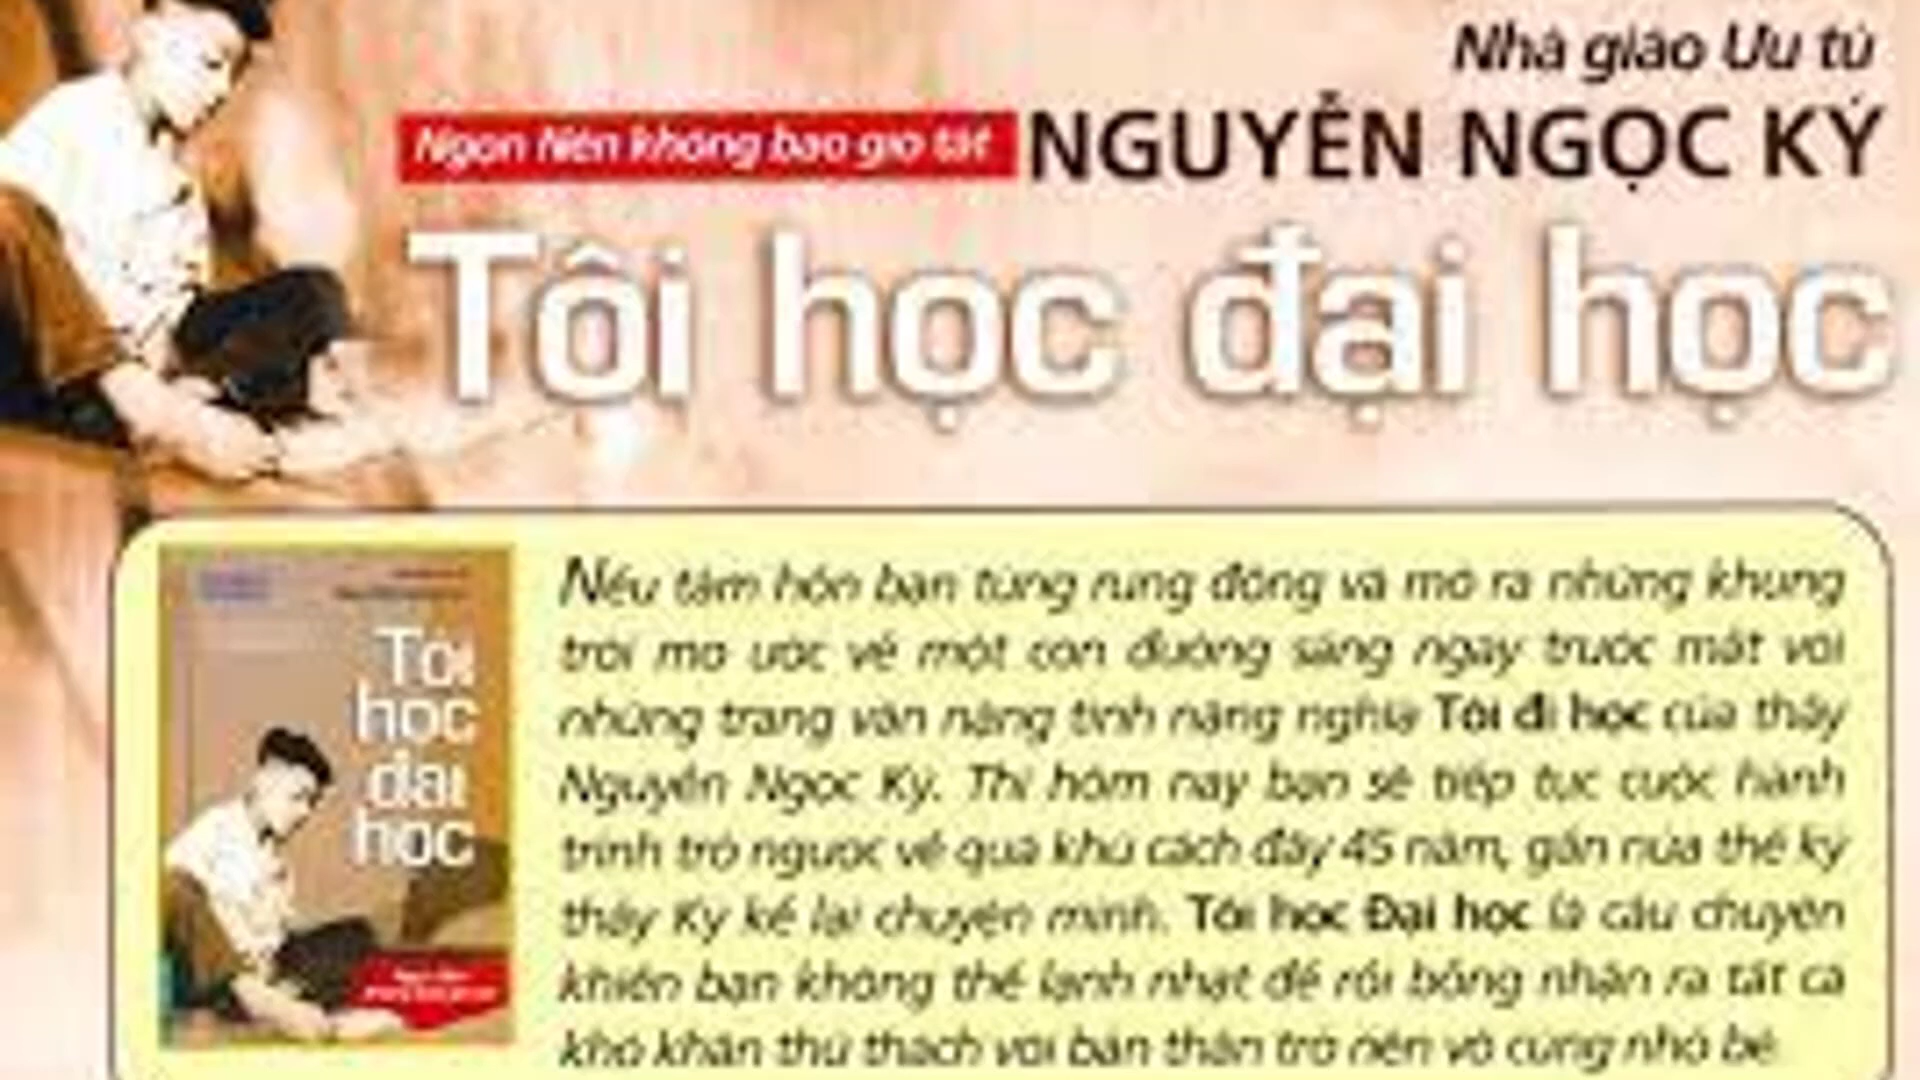 Nhà giáo Ưu tú
Ngọn Nến không bao giờ tắt
NGUYỄN NGỌC KÝ
Tôi học đại học
Tôi
học
đại
học
Nếu tâm hồn bạn từng rung động và mở ra những khung
trời mơ ước về một con đường sáng ngay trước mắt với
những trang văn nặng tình nặng nghĩa Tôi đi học của thầy
Nguyễn Ngọc Ký. Thì hôm nay bạn sẽ tiếp tục cuộc hành
trình trở ngược về quá khứ cách đây 45 năm, gần nửa thế kỷ
thầy Ký kể lại chuyện mình. Tôi học Đại học là câu chuyện
khiến bạn không thể lạnh nhạt để rồi bỗng nhận ra tất cả
khó khăn thử thách với bản thân trở nên vô cùng nhỏ bé.